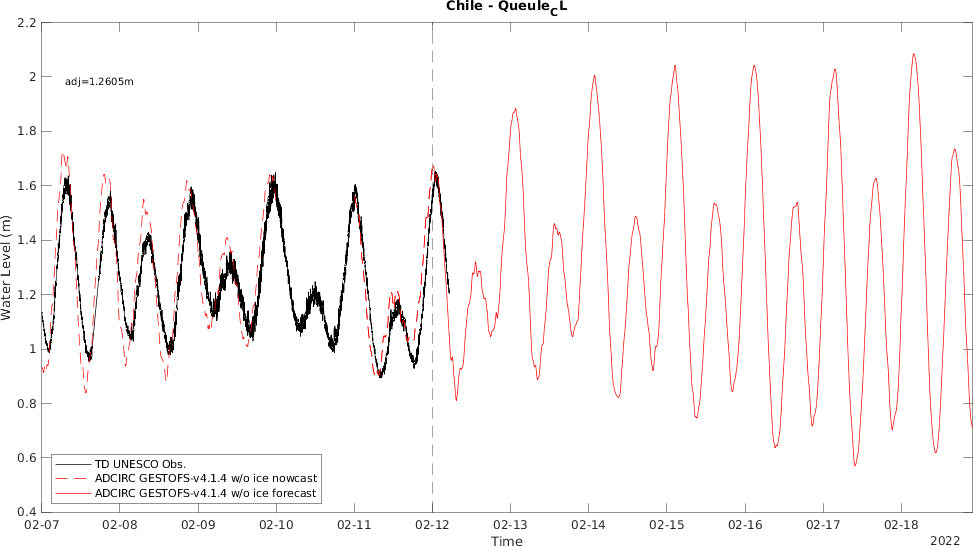 Chile - Queule_CL
2.2
2
1.8
1.6
1.4
1.2
1
0.8
0.6
0.4
Water Level (m)
adj=1.2605m
TD UNESCO Obs.
ADCIRC GESTOFS-v4.1.4 w/o ice nowcast
ADCIRC GESTOFS-v4.1.4 w/o ice forecast
02-07 02-08 02-09 02-10 02-11 02-12 02-13 02-14 02-15 02-16 02-17 02-18
Time
2022